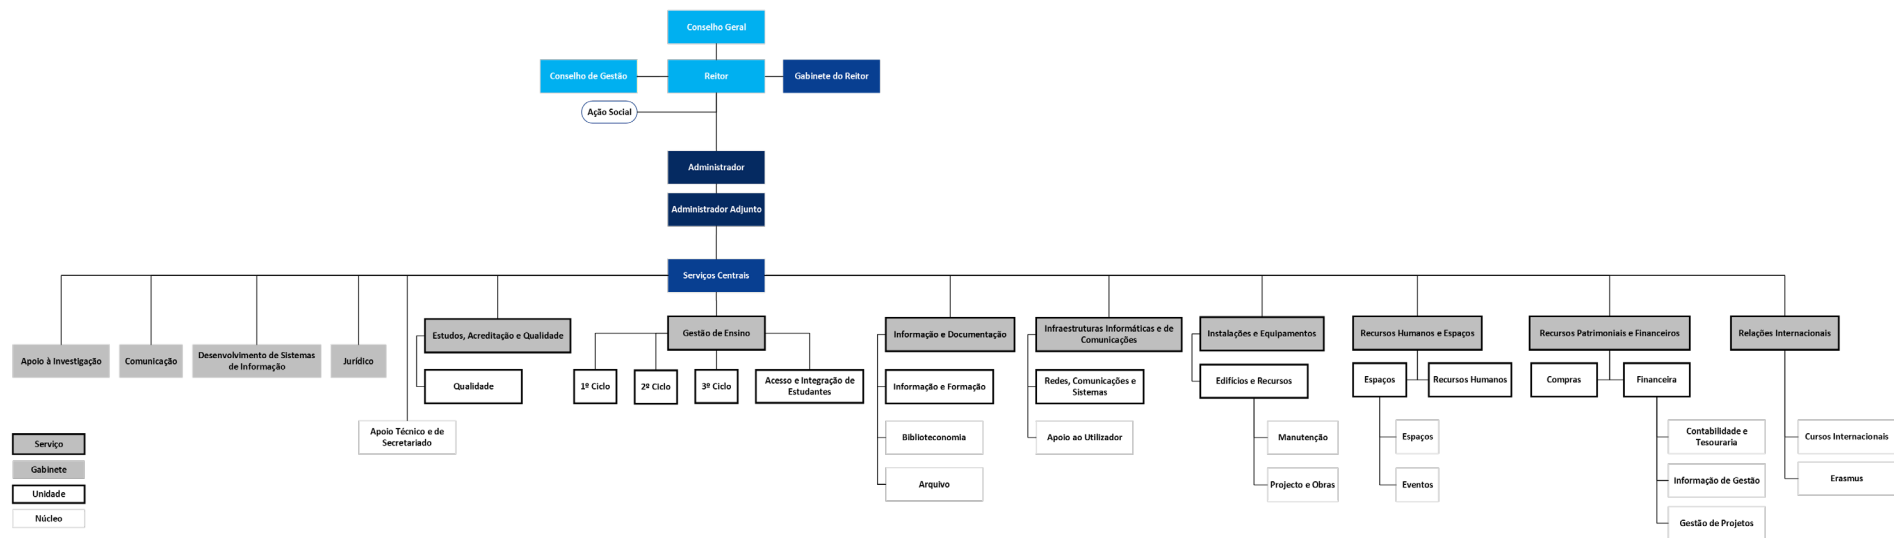 Conselho Geral
Conselho de Gestão
Reitor
Gabinete do Reitor
Ação Social
Administrador
Administrador Adjunto
Serviços Centrais
Apoio à Investigação
Comunicação
Desenvolvimento de Sistemas
de Informação
Jurídico
Apoio Técnico e de
Secretariado
Estudos, Acreditação e Qualidade
Qualidade
Gestão de Ensino
1º Ciclo
2º Ciclo
3º Ciclo
Acesso e Integração de
Estudantes
Informação e Documentação
Informação e Formação
Biblioteconomia
Arquivo
Infraestruturas Informáticas e de
Comunicações
Redes, Comunicações e
Sistemas
Apoio ao Utilizador
Instalações e Equipamentos
Edifícios e Recursos
Manutenção
Projecto e Obras
Recursos Humanos e Espaços
Espaços
Recursos Humanos
Espaços
Eventos
Recursos Patrimoniais e Financeiros
Compras
Financeira
Contabilidade e
Tesouraria
Informação de Gestão
Gestão de Projetos
Relações Internacionais
Cursos Internacionais
Erasmus
Serviço
Gabinete
Unidade
Núcleo